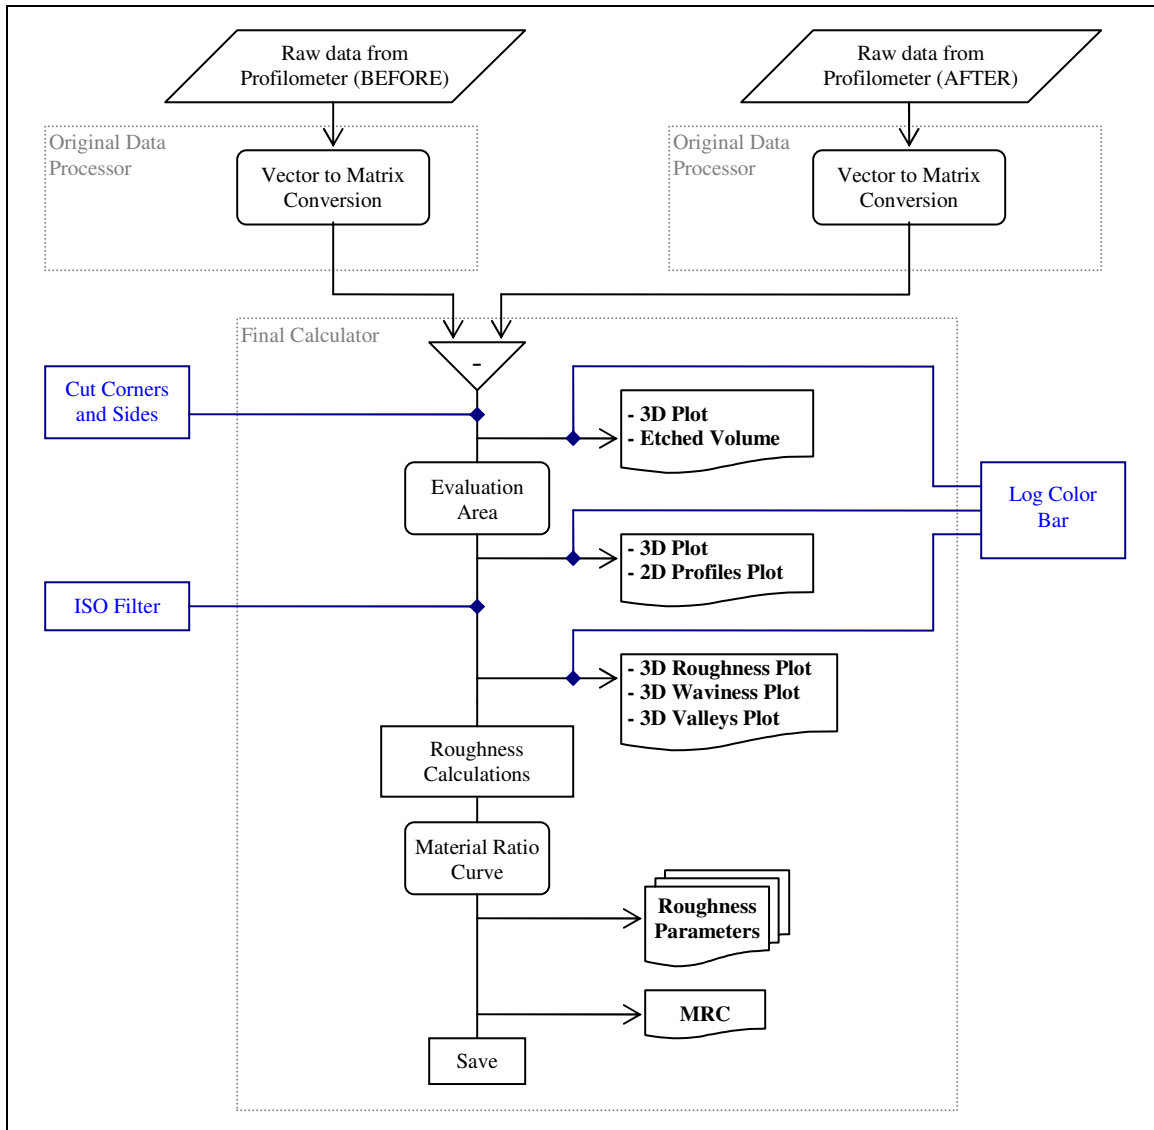 Raw data from
Profilometer (BEFORE)
Raw data from
Profilometer (AFTER)
Original Data
Processor
Vector to Matrix
Conversion
Original Data
Processor
Vector to Matrix
Conversion
Final Calculator
-
Cut Corners
and Sides
- 3D Plot
- Etched Volume
Evaluation
Area
Log Color
Bar
- 3D Plot
- 2D Profiles Plot
ISO Filter
- 3D Roughness Plot
- 3D Waviness Plot
- 3D Valleys Plot
Roughness
Calculations
Material Ratio
Curve
Roughness
Parameters
MRC
Save